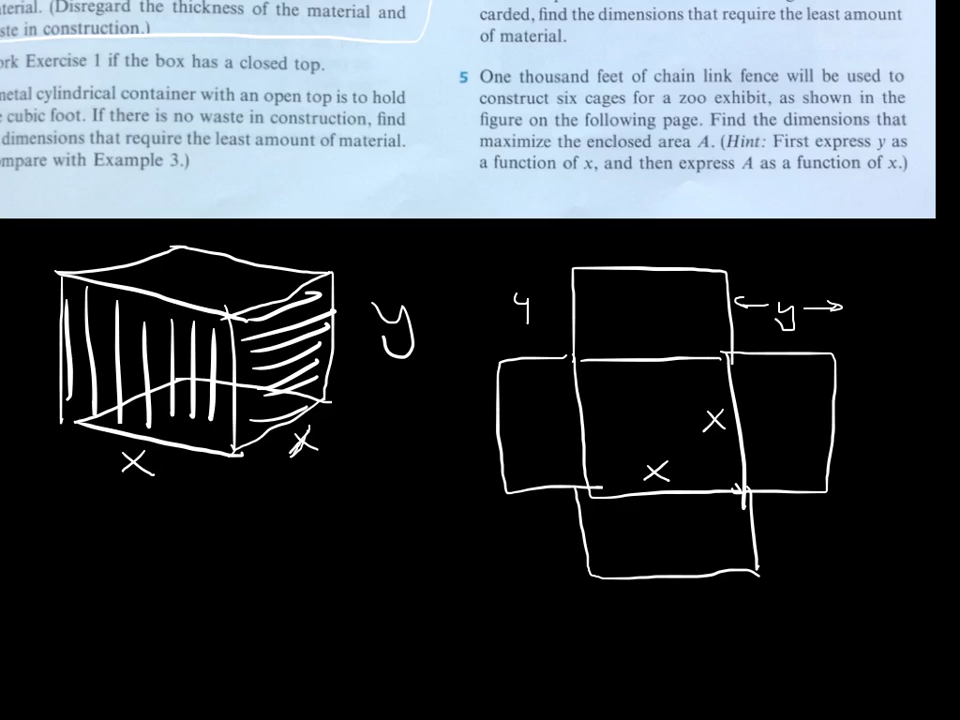 terial. (Disregard the thickness of the material and
ste in construction.)
ork Exercise 1 if the box has a closed top.
metal cylindrical container with an open top is to hold
cubic foot. If there is no waste in construction, find
dimensions that require the least amount of material.
ompare with Example 3.)
carded, find the dimensions that require the least amount
of material.
5 One thousand feet of chain link fence will be used to
construct six cages for a zoo exhibit, as shown in the
figure on the following page. Find the dimensions that
maximize the enclosed area A. (Hint: First express y as
a function of x, and then express A as a function of x.)
y
x
x
y
y
x
x